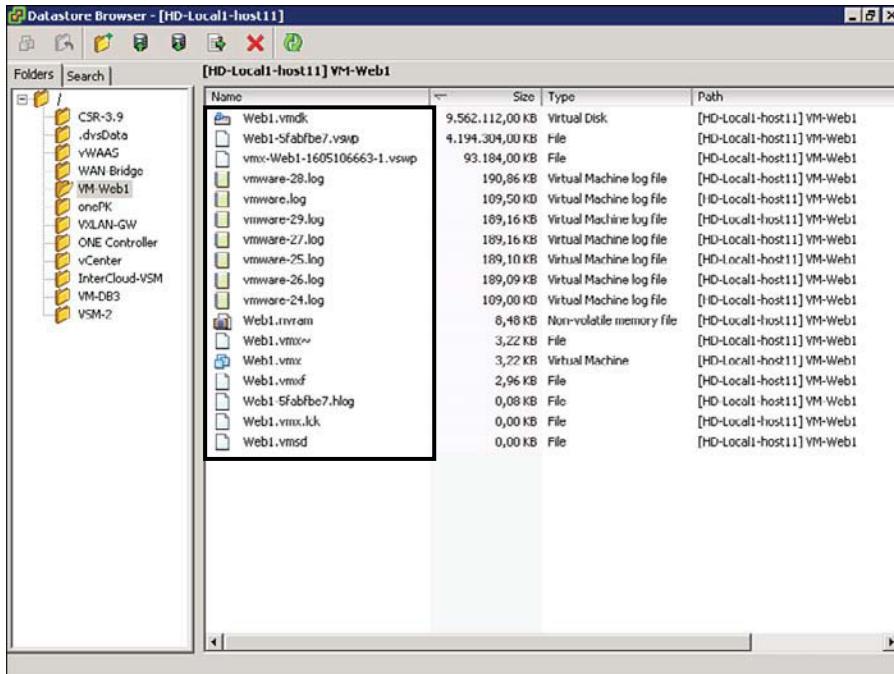 Datastore Browser - [HD-Local1-host11]
Folders Search
[HD-Local1-host11] VM-Web1
/
CSR-3.9
.dvsData
vWAAS
WAN-Bridge
VM-Web1
onePK
VXLAN-GW
ONE Controller
vCenter
InterCloud-VSM
VM-DB3
VSM-2
Name Size Type Path
Web1.vmdk 9.562.112,00 KB Virtual Disk [HD-Local1-host11] VM-Web1
Web1-5fabfbe7.vswp 4.194.304,00 KB File [HD-Local1-host11] VM-Web1
vmx-Web1-1605106663-1.vswp 93.184,00 KB File [HD-Local1-host11] VM-Web1
vmware-28.log 190,86 KB Virtual Machine log file [HD-Local1-host11] VM-Web1
vmware.log 109,50 KB Virtual Machine log file [HD-Local1-host11] VM-Web1
vmware-29.log 189,16 KB Virtual Machine log file [HD-Local1-host11] VM-Web1
vmware-27.log 189,16 KB Virtual Machine log file [HD-Local1-host11] VM-Web1
vmware-25.log 189,10 KB Virtual Machine log file [HD-Local1-host11] VM-Web1
vmware-26.log 189,09 KB Virtual Machine log file [HD-Local1-host11] VM-Web1
vmware-24.log 109,00 KB Virtual Machine log file [HD-Local1-host11] VM-Web1
Web1.nvram 8,48 KB Non-volatile memory file [HD-Local1-host11] VM-Web1
Web1.vmx~ 3,22 KB File [HD-Local1-host11] VM-Web1
Web1.vmx 3,22 KB Virtual Machine [HD-Local1-host11] VM-Web1
Web1.vmxf 2,96 KB File [HD-Local1-host11] VM-Web1
Web1-5fabfbe7.hlog 0,08 KB File [HD-Local1-host11] VM-Web1
Web1.vmx.lck 0,00 KB File [HD-Local1-host11] VM-Web1
Web1.vmsd 0,00 KB File [HD-Local1-host11] VM-Web1